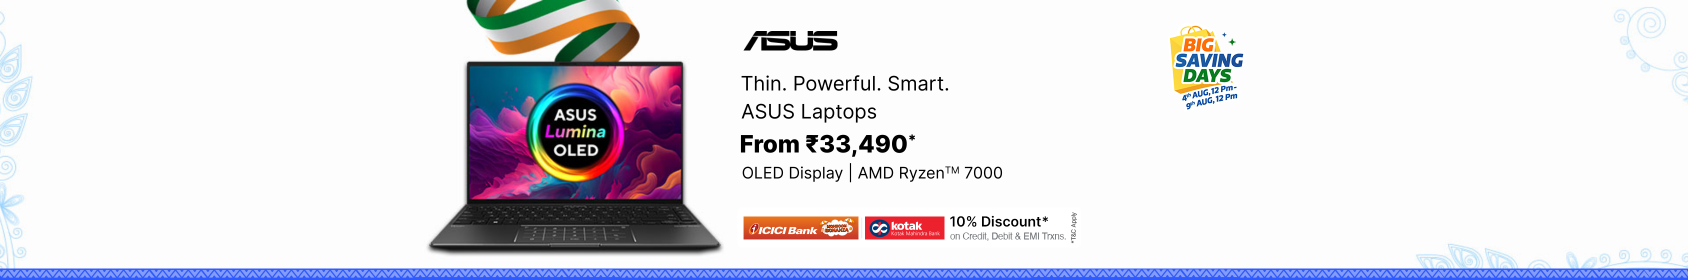 ASUS
Lumina
OLED
ASUS
Thin. Powerful. Smart.
ASUS Laptops
From ₹33,490*
OLED Display | AMD Ryzen™ 7000
ICICI Bank
kotak
Kotak Mahindra Bank
10% Discount*
on Credit, Debit & EMI Trxns.
*T&C Apply
BIG
SAVING
DAYS
4th AUG, 12 Pm-
9th AUG, 12 Pm